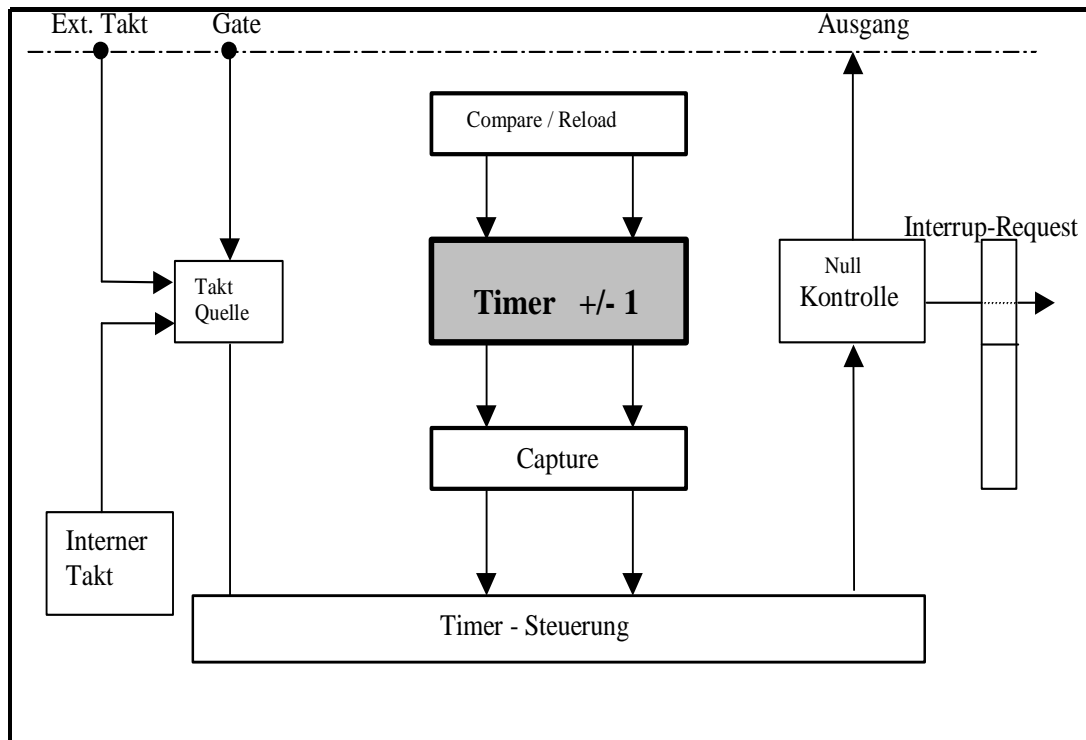 Ext. Takt
Gate
Ausgang
Compare / Reload
Interrup-Request
Takt
Quelle
Timer +/- 1
Null
Kontrolle
Capture
Interner
Takt
Timer - Steuerung